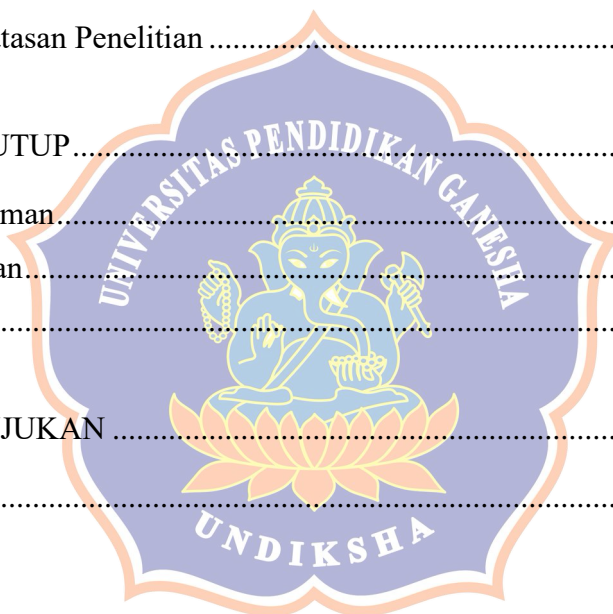 tasan Penelitian ..........................................................
UTUP..........................................................................
UNIVERSITAS PENDIDIKAN GANESHA
man............................................................................
an................................................................................
...................................................................................
JUKAN .....................................................................
...................................................................................
UNDIKSHA